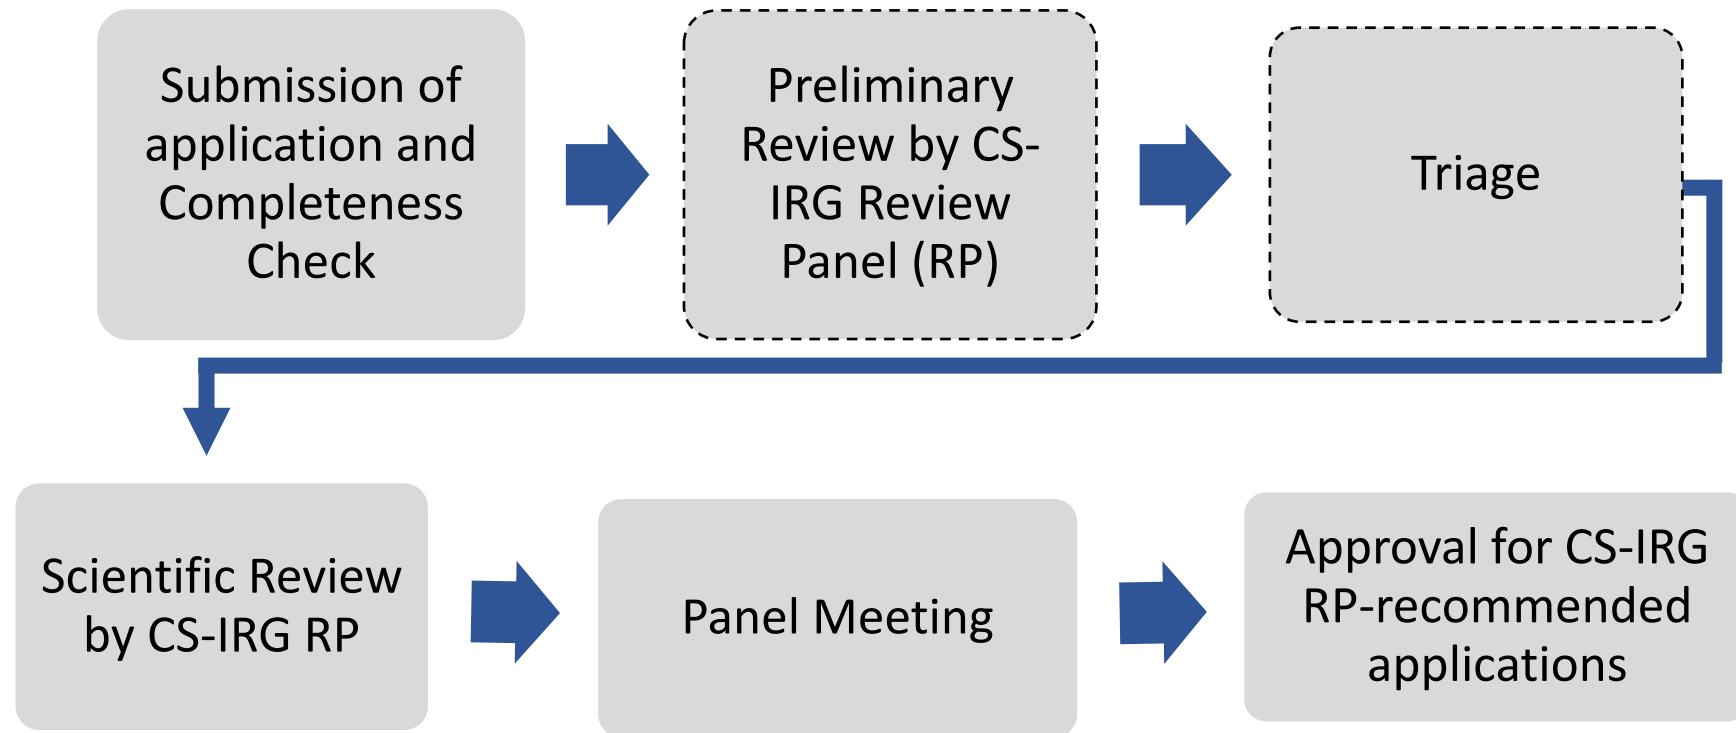 Submission of
application and
Completeness
Check
Preliminary
Review by CS-
IRG Review
Panel (RP)
Triage
Scientific Review
by CS-IRG RP
Panel Meeting
Approval for CS-IRG
RP-recommended
applications